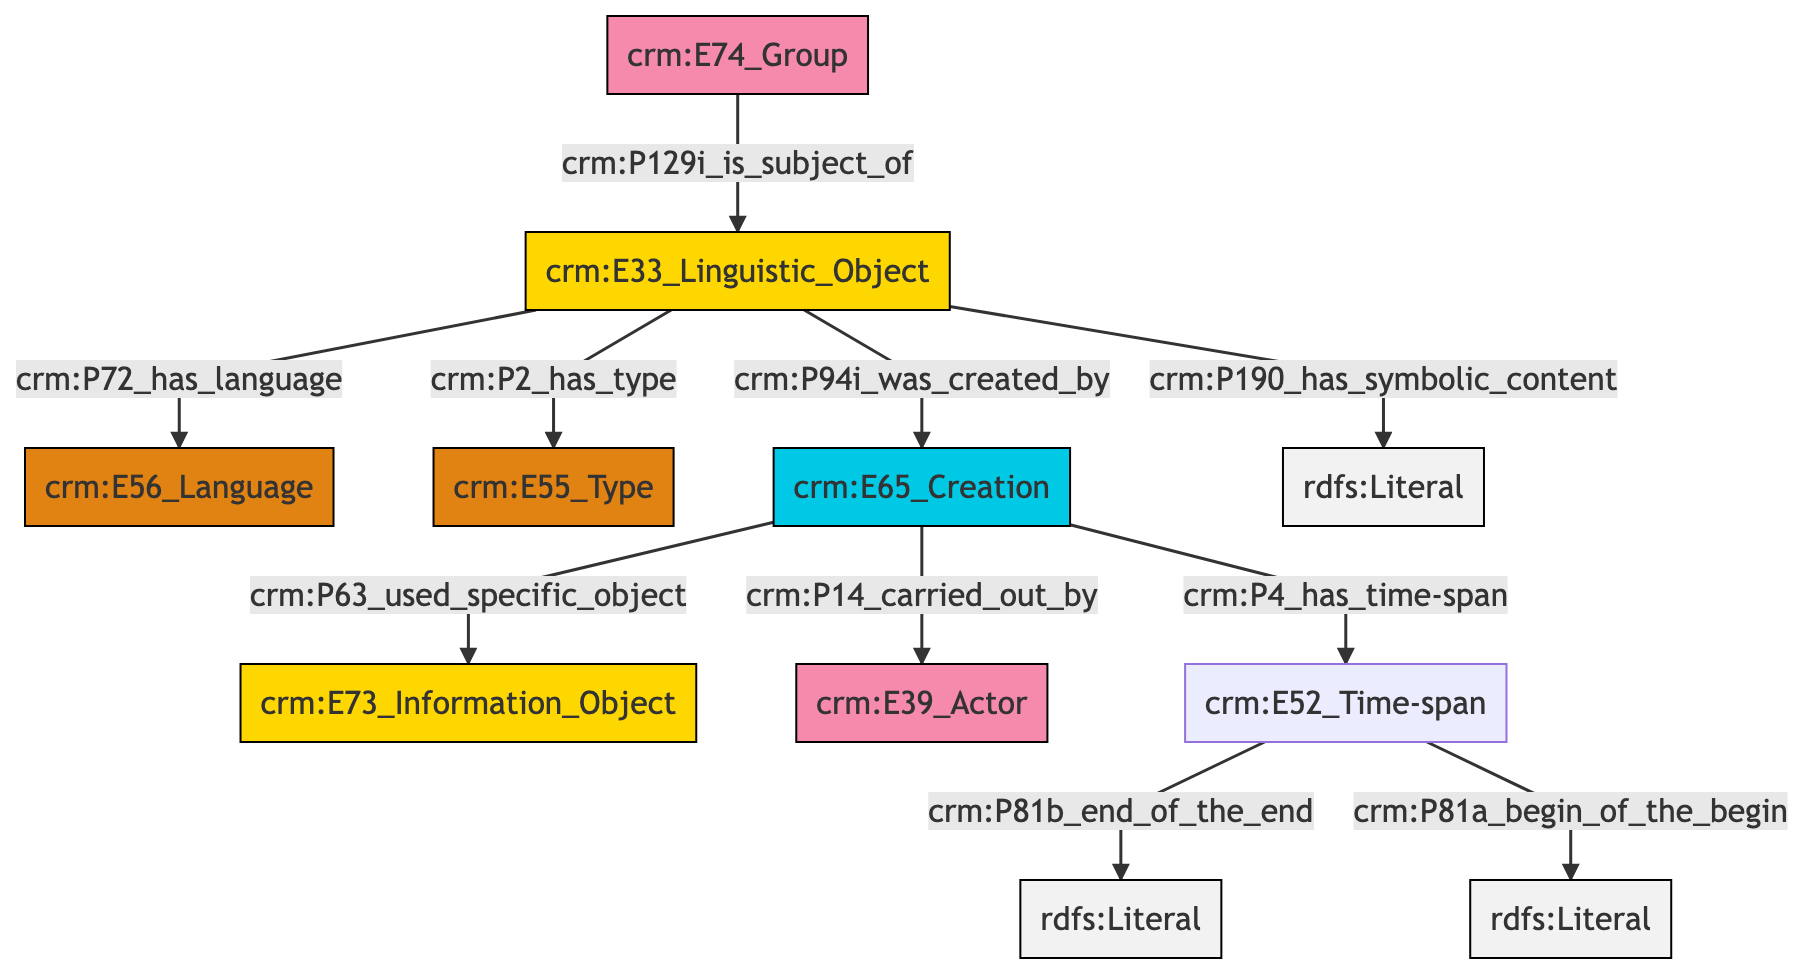 crm:E74_Group
crm:P129i_is_subject_of
crm:E33_Linguistic_Object
crm:P72_has_language
crm:P2_has_type
crm:P94i_was_created_by
crm:P190_has_symbolic_content
crm:E56_Language
crm:E55_Type
crm:E65_Creation
rdfs:Literal
crm:P63_used_specific_object
crm:P14_carried_out_by
crm:P4_has_time-span
crm:E73_Information_Object
crm:E39_Actor
crm:E52_Time-span
crm:P81b_end_of_the_end
crm:P81a_begin_of_the_begin
rdfs:Literal
rdfs:Literal